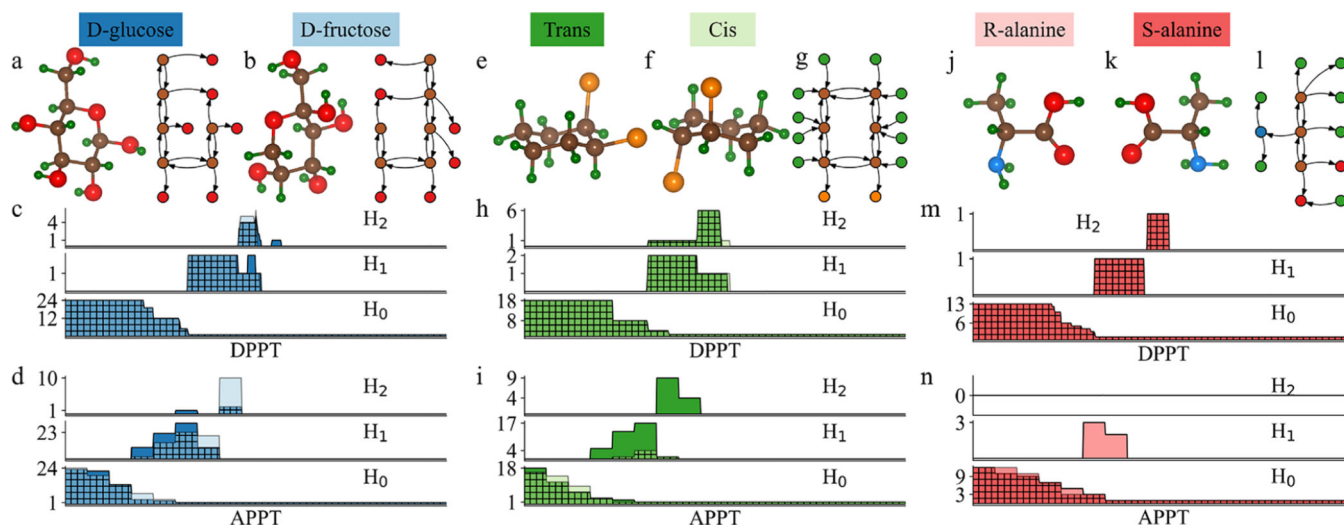 D-glucose D-fructose Trans Cis R-alanine S-alanine
a b e f g j k l
c 4 1 H2
1 H1
24 12 H0
DPPT
d 10 1 H2
23 H1
24 1 H0
APPT
h 6 1 H2
2 1 H1
18 8 H0
DPPT
i 9 4 H2
17 4 H1
18 1 H0
APPT
m 1 H2
1 H1
13 6 H0
DPPT
n 0 H2
3 H1
9 3 H0
APPT